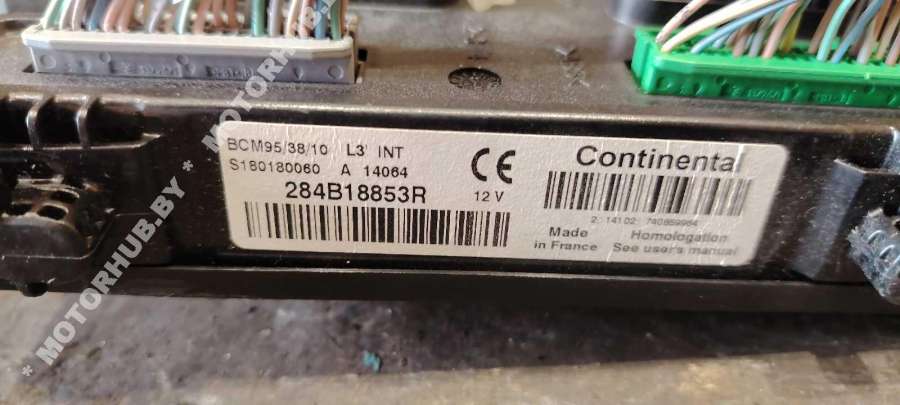 BCM95/38/10 L3 INT
S180180060 A 14064
284B18853R
12 V
CE
Continental
Made
in France
Homologation
See user's manual
* MOTORHUB.BY * MOTORHUB